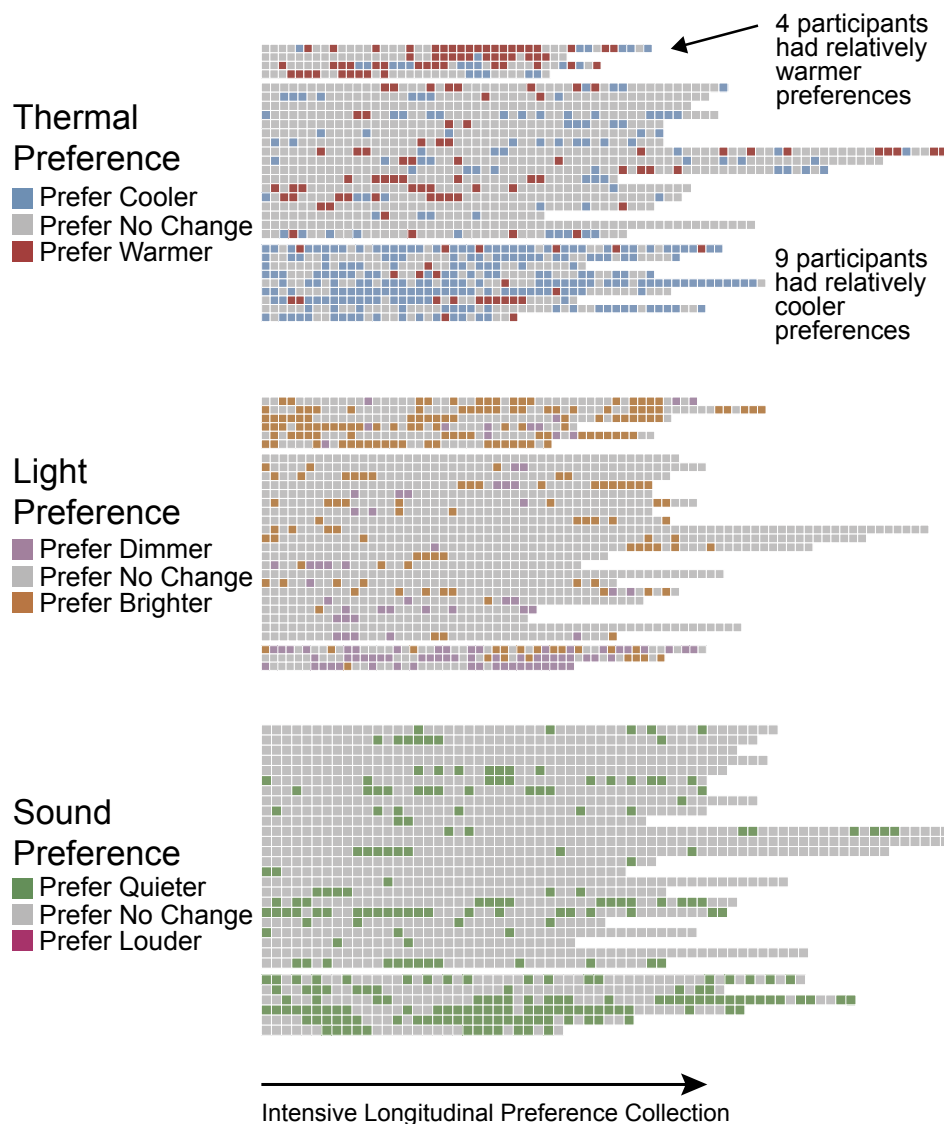 4 participants
had relatively
warmer
preferences
Thermal
Preference
Prefer Cooler
Prefer No Change
Prefer Warmer
9 participants
had relatively
cooler
preferences
Light
Preference
Prefer Dimmer
Prefer No Change
Prefer Brighter
Sound
Preference
Prefer Quieter
Prefer No Change
Prefer Louder
Intensive Longitudinal Preference Collection